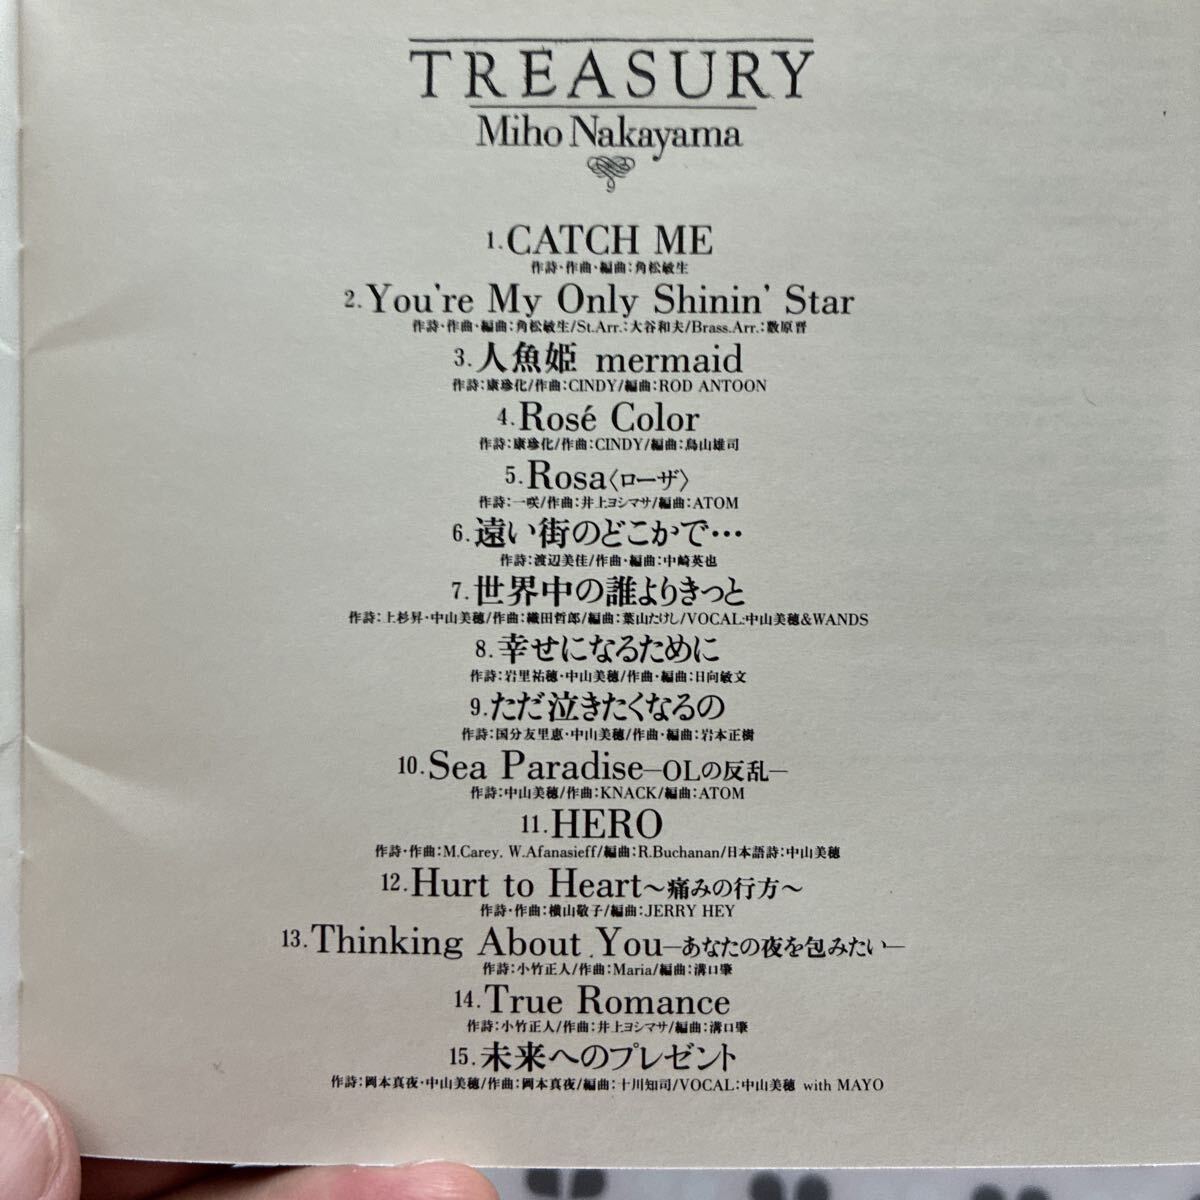 TREASURY
Miho Nakayama
1.CATCH ME
作詩・作曲・編曲:角松敏生
2.You're My Only Shinin' Star
作詩・作曲・編曲:角松敏生/St.Arr.:大谷和夫/Brass.Arr.:数原晋
3.人魚姫 mermaid
作詩:康珍化/作曲:CINDY/編曲:ROD ANTOON
4.Rosé Color
作詩:康珍化/作曲:CINDY/編曲:鳥山雄司
5.Rosa〈ローザ〉
作詩:一咲/作曲:井上ヨシマサ/編曲:ATOM
6.遠い街のどこかで…
作詩:渡辺美佳/作曲・編曲:中崎英也
7.世界中の誰よりきっと
作詩:上杉昇・中山美穂/作曲:織田哲郎/編曲:葉山たけし/VOCAL:中山美穂&WANDS
8.幸せになるために
作詩:岩里祐穂・中山美穂/作曲・編曲:日向敏文
9.ただ泣きたくなるの
作詩:国分友里恵・中山美穂/作曲・編曲:岩本正樹
10.Sea Paradise—OLの反乱—
作詩:中山美穂/作曲:KNACK/編曲:ATOM
11.HERO
作詩・作曲:M.Carey, W.Afanasieff/編曲:R.Buchanan/日本語詩:中山美穂
12.Hurt to Heart〜痛みの行方〜
作詩・作曲:横山敬子/編曲:JERRY HEY
13.Thinking About You—あなたの夜を包みたい—
作詩:小竹正人/作曲:Maria/編曲:溝口肇
14.True Romance
作詩:小竹正人/作曲:井上ヨシマサ/編曲:溝口肇
15.未来へのプレゼント
作詩:岡本真夜・中山美穂/作曲:岡本真夜/編曲:十川知司/VOCAL:中山美穂 with MAYO